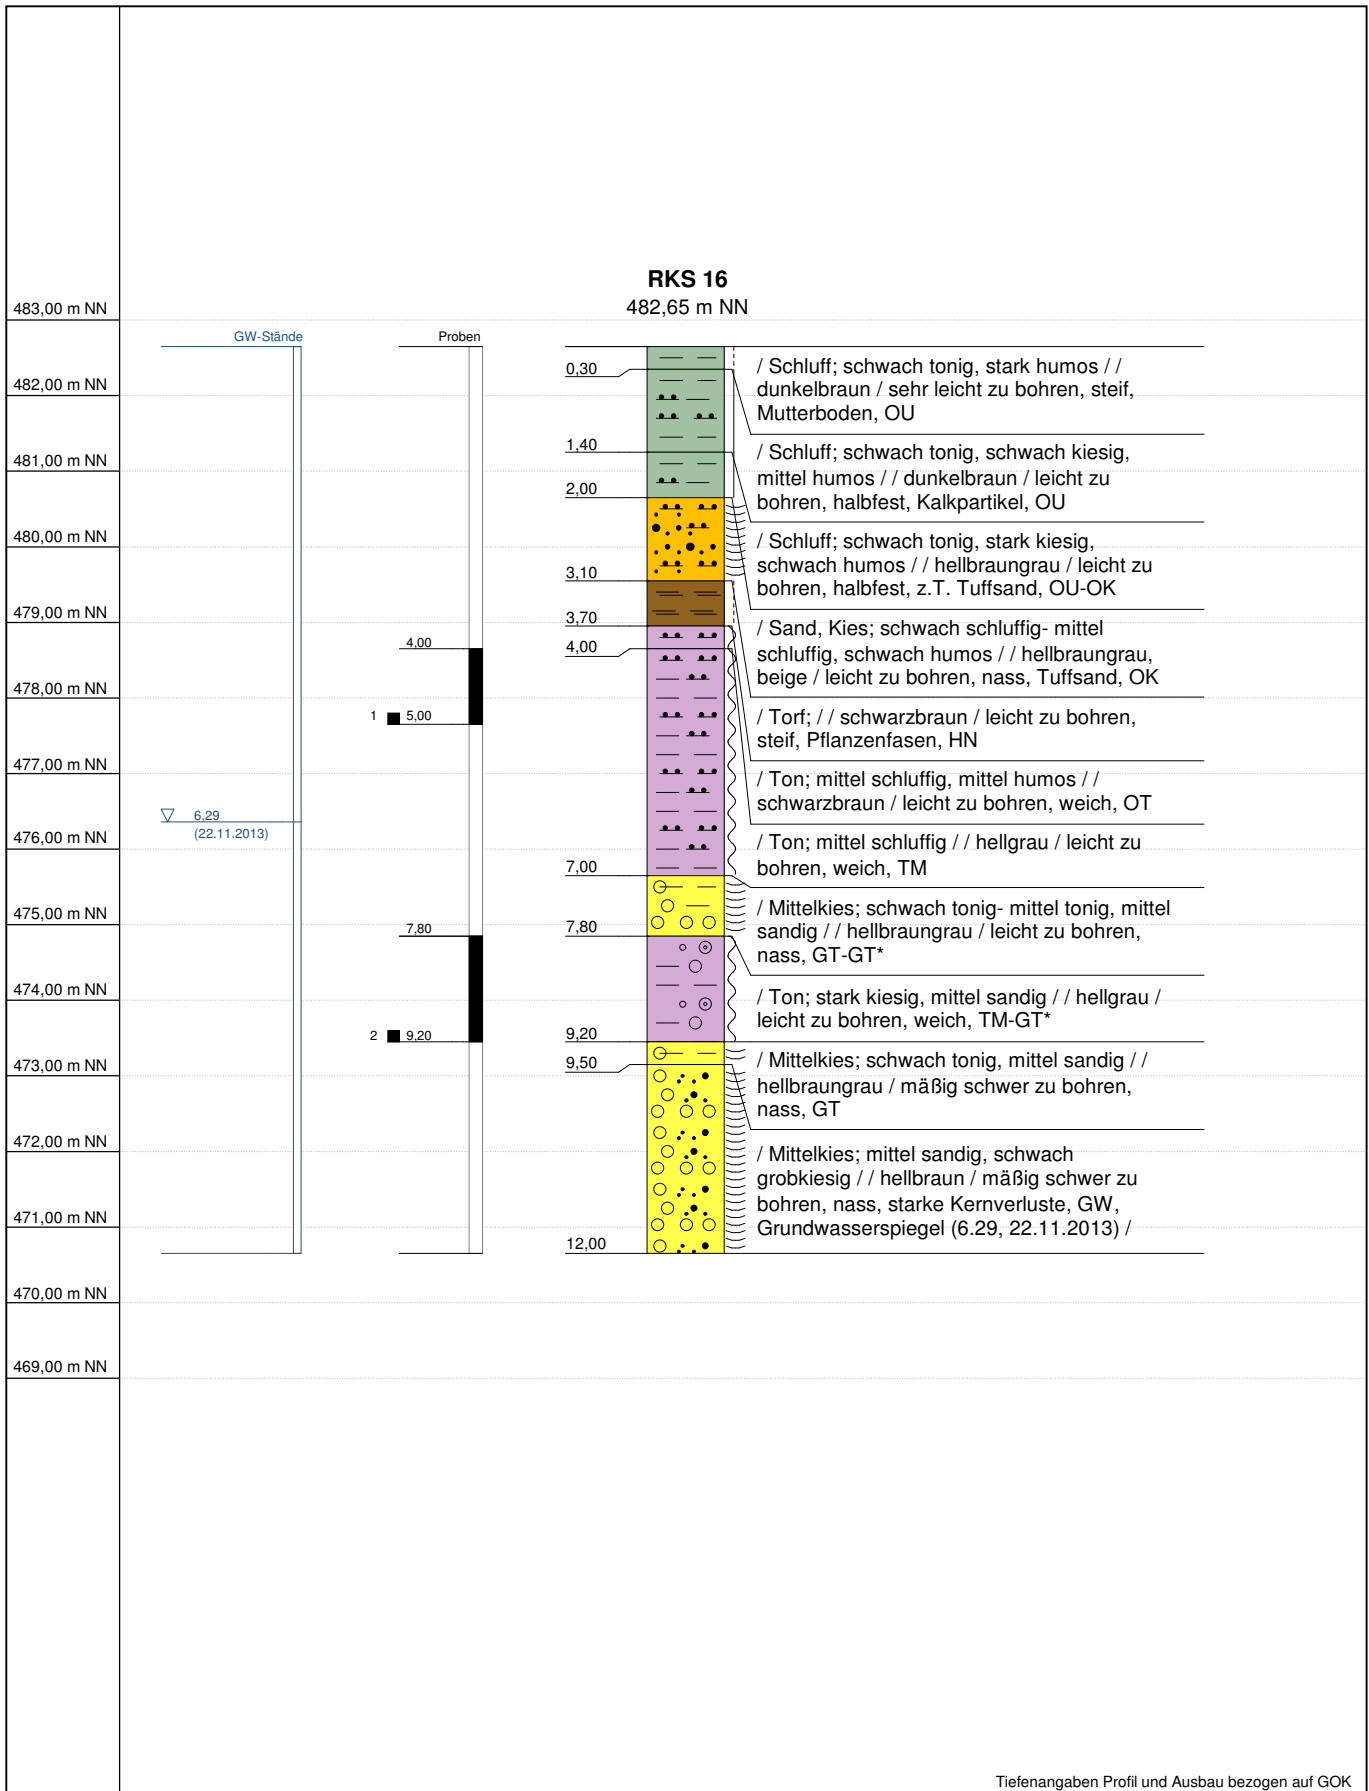 RKS 16
482,65 m NN
483,00 m NN
482,00 m NN
481,00 m NN
480,00 m NN
479,00 m NN
478,00 m NN
477,00 m NN
476,00 m NN
475,00 m NN
474,00 m NN
473,00 m NN
472,00 m NN
471,00 m NN
470,00 m NN
469,00 m NN
GW-Stände
6,29
(22.11.2013)
Proben
4,00
1 5,00
7,80
2 9,20
0,30
1,40
2,00
3,10
3,70
4,00
7,00
7,80
9,20
9,50
12,00
/ Schluff; schwach tonig, stark humos / /
dunkelbraun / sehr leicht zu bohren, steif,
Mutterboden, OU
/ Schluff; schwach tonig, schwach kiesig,
mittel humos / / dunkelbraun / leicht zu
bohren, halbfest, Kalkpartikel, OU
/ Schluff; schwach tonig, stark kiesig,
schwach humos / / hellbraungrau / leicht zu
bohren, halbfest, z.T. Tuffsand, OU-OK
/ Sand, Kies; schwach schluffig- mittel
schluffig, schwach humos / / hellbraungrau,
beige / leicht zu bohren, nass, Tuffsand, OK
/ Torf; / / schwarzbraun / leicht zu bohren,
steif, Pflanzenfasen, HN
/ Ton; mittel schluffig, mittel humos / /
schwarzbraun / leicht zu bohren, weich, OT
/ Ton; mittel schluffig / / hellgrau / leicht zu
bohren, weich, TM
/ Mittelkies; schwach tonig- mittel tonig, mittel
sandig / / hellbraungrau / leicht zu bohren,
nass, GT-GT*
/ Ton; stark kiesig, mittel sandig / / hellgrau /
leicht zu bohren, weich, TM-GT*
/ Mittelkies; schwach tonig, mittel sandig / /
hellbraungrau / mäßig schwer zu bohren,
nass, GT
/ Mittelkies; mittel sandig, schwach
grobkiesig / / hellbraun / mäßig schwer zu
bohren, nass, starke Kernverluste, GW,
Grundwasserspiegel (6.29, 22.11.2013) /
Tiefenangaben Profil und Ausbau bezogen auf GOK